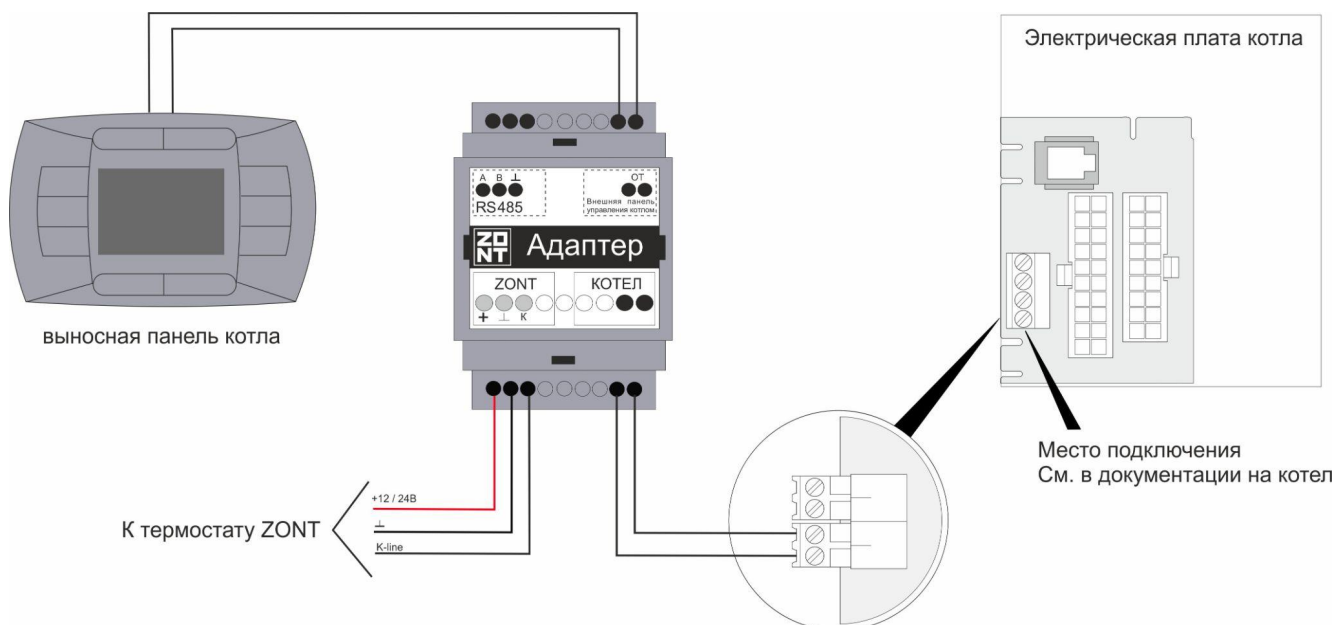 Электрическая плата котла
A B ⊥
RS485
ОТ
Внешняя панель
управления котлом
ZO
NT
Адаптер
ZONT
КОТЕЛ
+ ⊥ К
выносная панель котла
+12 / 24В
⊥
K-line
К термостату ZONT
Место подключения
См. в документации на котел